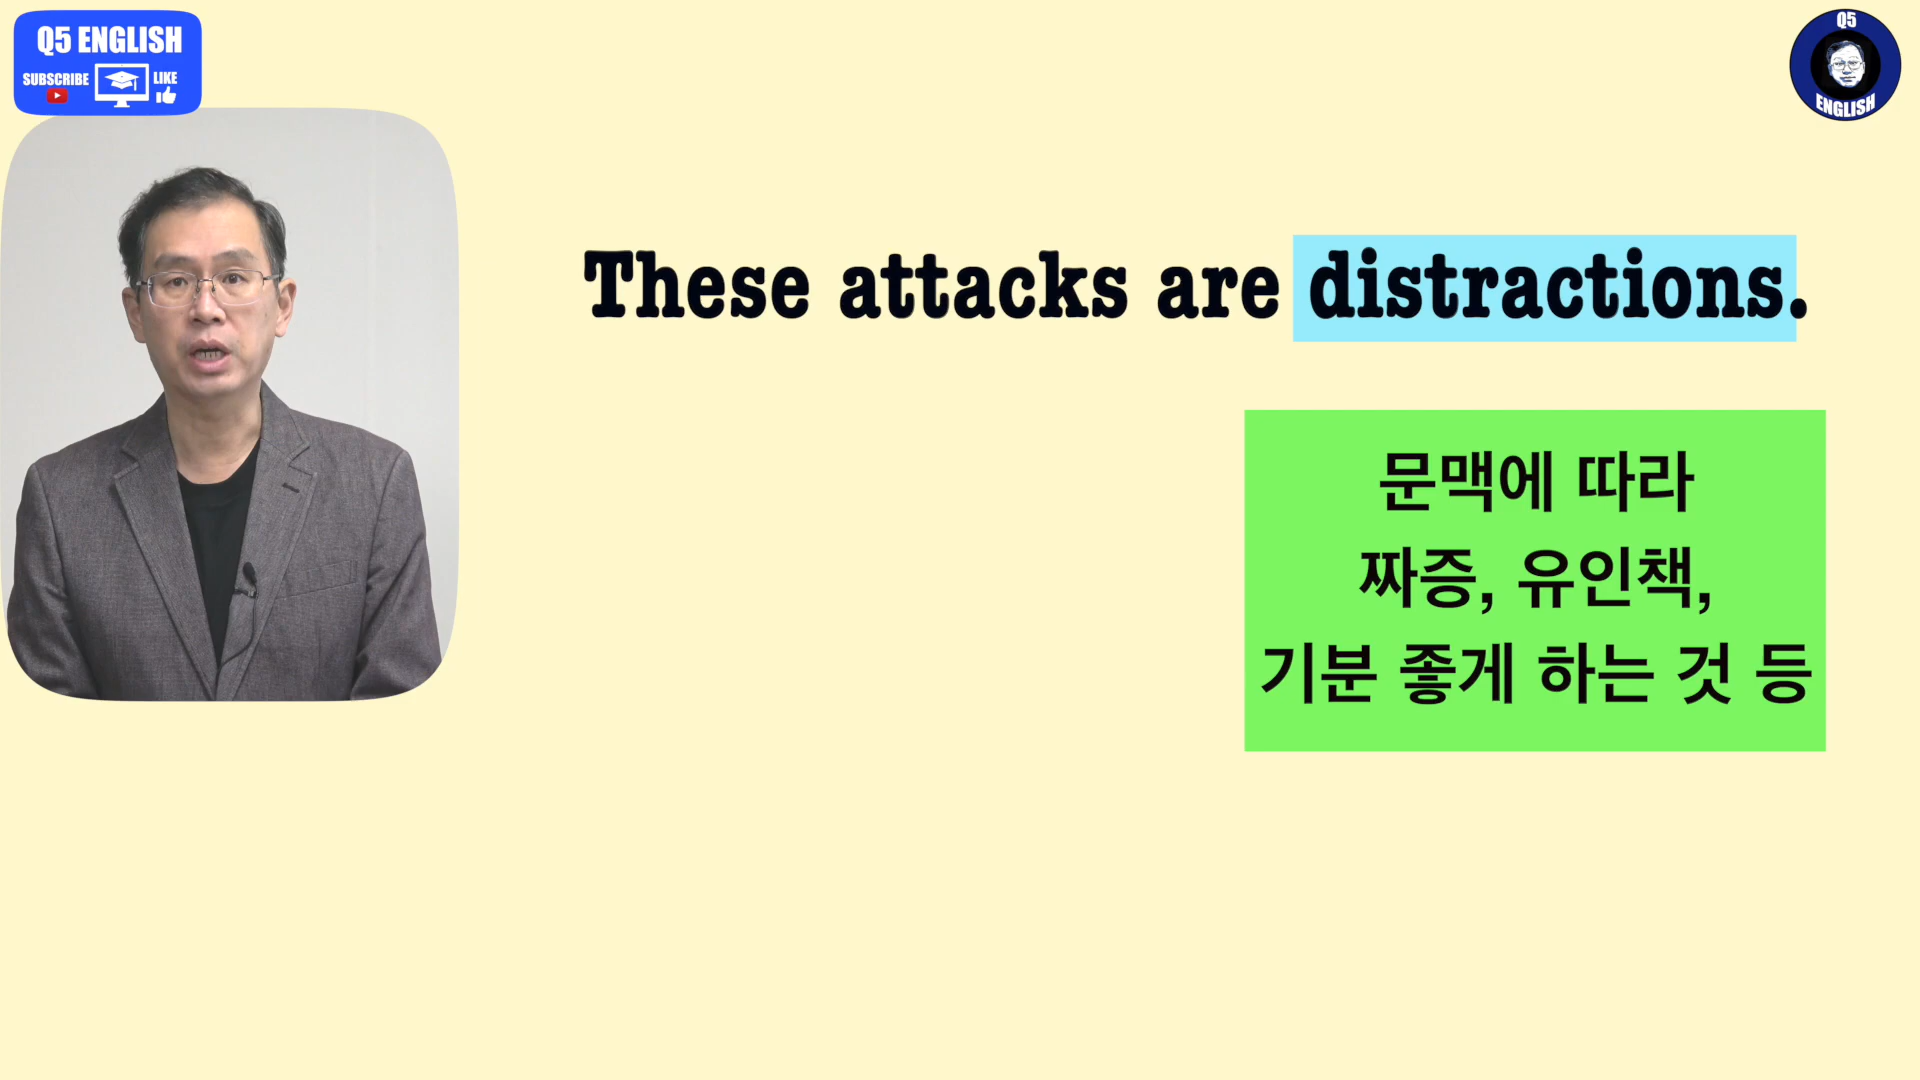 Q5 ENGLISH
SUBSCRIBE LIKE
Q5
ENGLISH
These attacks are distractions.
문맥에 따라
짜증, 유인책,
기분 좋게 하는 것 등